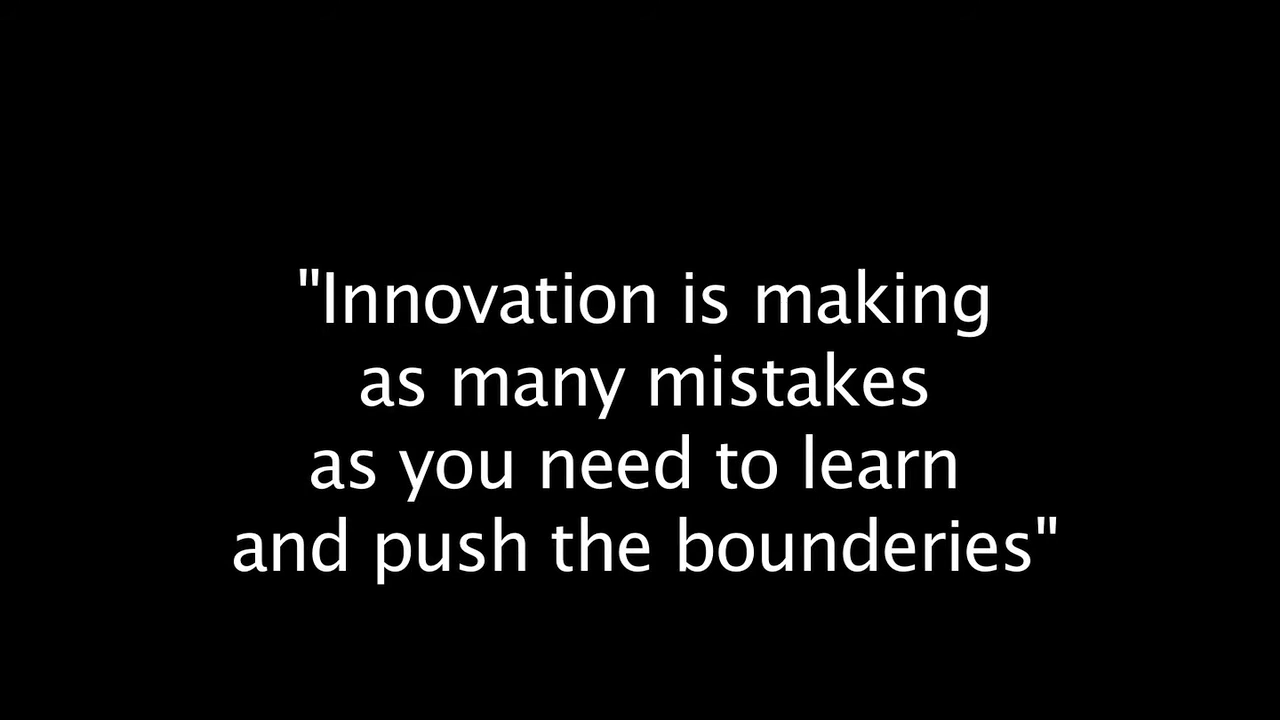 "Innovation is making
as many mistakes
as you need to learn
and push the bounderies"